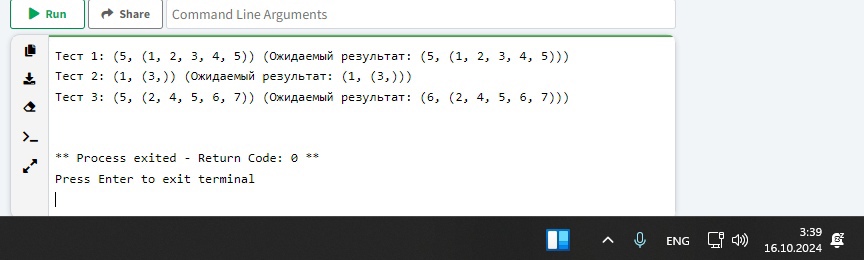 Run Share Command Line Arguments
Тест 1: (5, (1, 2, 3, 4, 5)) (Ожидаемый результат: (5, (1, 2, 3, 4, 5)))
Тест 2: (1, (3,)) (Ожидаемый результат: (1, (3,)))
Тест 3: (5, (2, 4, 5, 6, 7)) (Ожидаемый результат: (6, (2, 4, 5, 6, 7)))
** Process exited - Return Code: 0 **
Press Enter to exit terminal
ENG 3:39
16.10.2024